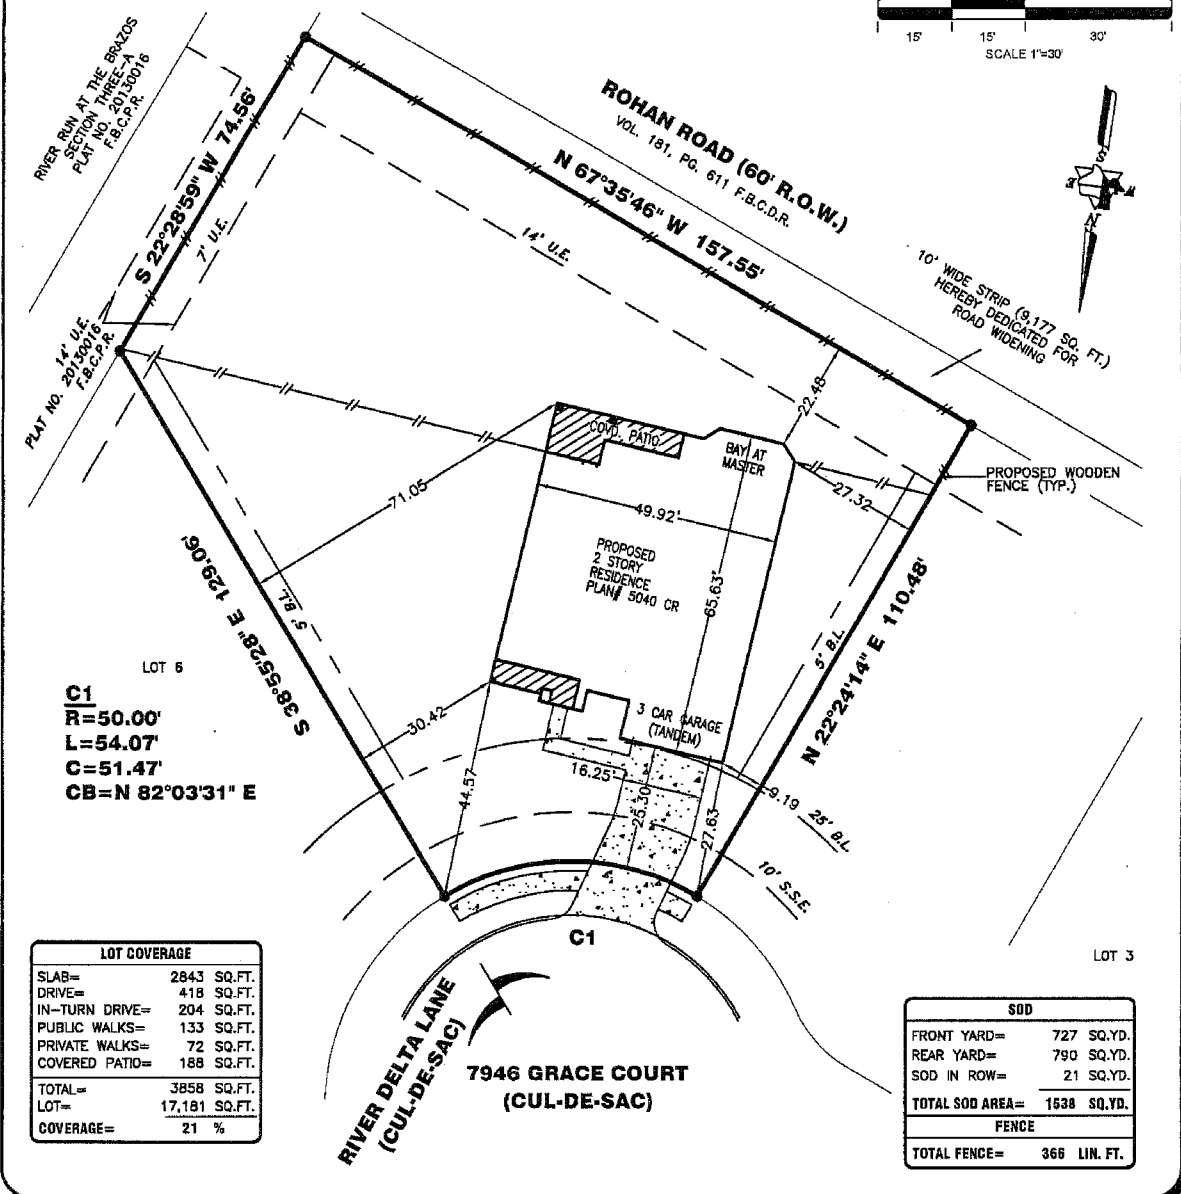 15'
15'
30'
SCALE 1"=30'
RIVER RUN AT THE BRAZOS
SECTION THREE-A
PLAT NO. 20130016
F.B.C.P.R.
S 22°28'59" W 74.56'
7' U.E.
ROHAN ROAD (60' R.O.W.)
VOL. 181, PG. 611 F.B.C.D.R.
N 67°35'46" W 157.55'
14' U.E.
S
E
W
N
10' WIDE STRIP (9,177 SQ. FT.)
HEREBY DEDICATED FOR
ROAD WIDENING
14' U.E.
PLAT NO. 20130016
F.B.C.P.R.
22.48
COVD. PATIO
BAY AT
MASTER
PROPOSED WOODEN
FENCE (TYP.)
27.32
71.05
49.92'
PROPOSED
2 STORY
RESIDENCE
PLAN# 5040 CR
65.63'
S 38°55'28" E 129.06'
5' B.L.
5' B.L.
N 22°24'14" E 110.48'
LOT 6
C1
R=50.00'
L=54.07'
C=51.47'
CB=N 82°03'31" E
30.42
3 CAR GARAGE
(TANDEM)
44.57
16.25'
25.30
27.63
9.19
25' B.L.
10' S.S.E.
C1
LOT 3
RIVER DELTA LANE
(CUL-DE-SAC)
7946 GRACE COURT
(CUL-DE-SAC)
LOT COVERAGE
SLAB= 2843 SQ.FT.
DRIVE= 418 SQ.FT.
IN-TURN DRIVE= 204 SQ.FT.
PUBLIC WALKS= 133 SQ.FT.
PRIVATE WALKS= 72 SQ.FT.
COVERED PATIO= 188 SQ.FT.
TOTAL= 3858 SQ.FT.
LOT= 17,181 SQ.FT.
COVERAGE= 21 %
SOD
FRONT YARD= 727 SQ.YD.
REAR YARD= 790 SQ.YD.
SOD IN ROW= 21 SQ.YD.
TOTAL SOD AREA= 1538 SQ.YD.
FENCE
TOTAL FENCE= 366 LIN. FT.